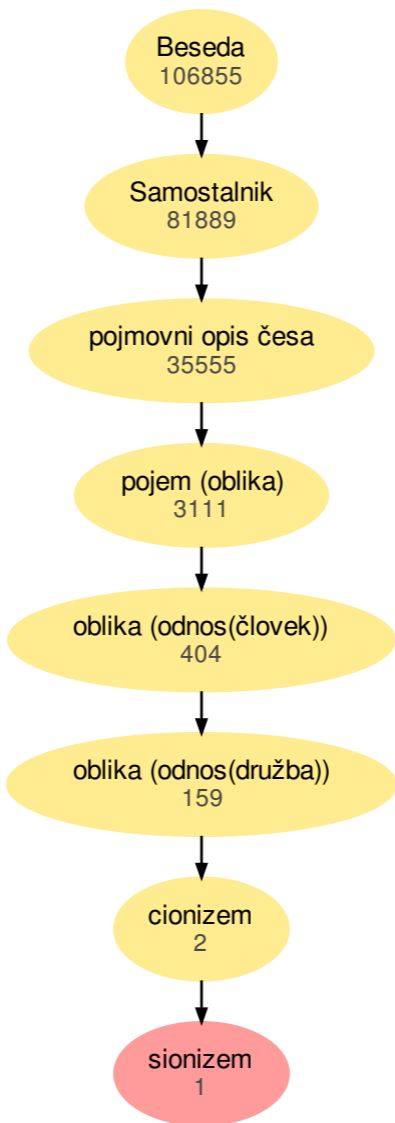 Beseda
106855
Samostalnik
81889
pojmovni opis česa
35555
pojem (oblika)
3111
oblika (odnos(človek))
404
oblika (odnos(družba))
159
cionizem
2
sionizem
1